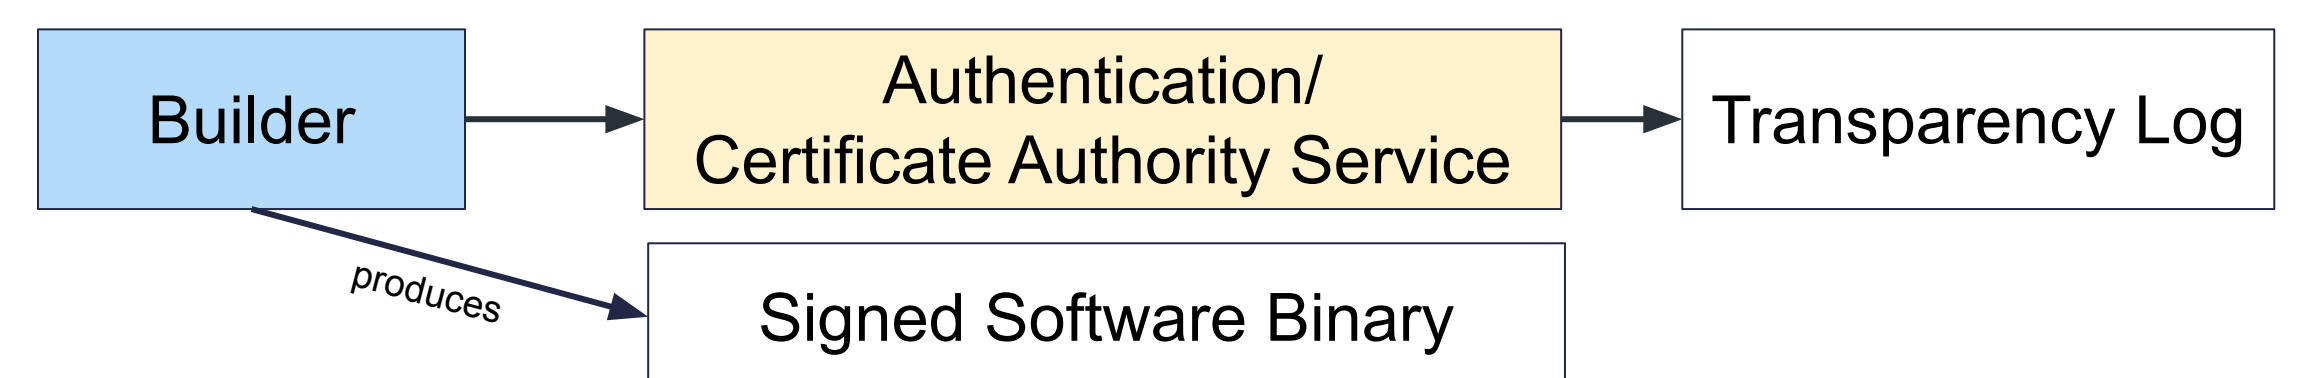 Builder
Authentication/
Certificate Authority Service
Transparency Log
produces
Signed Software Binary